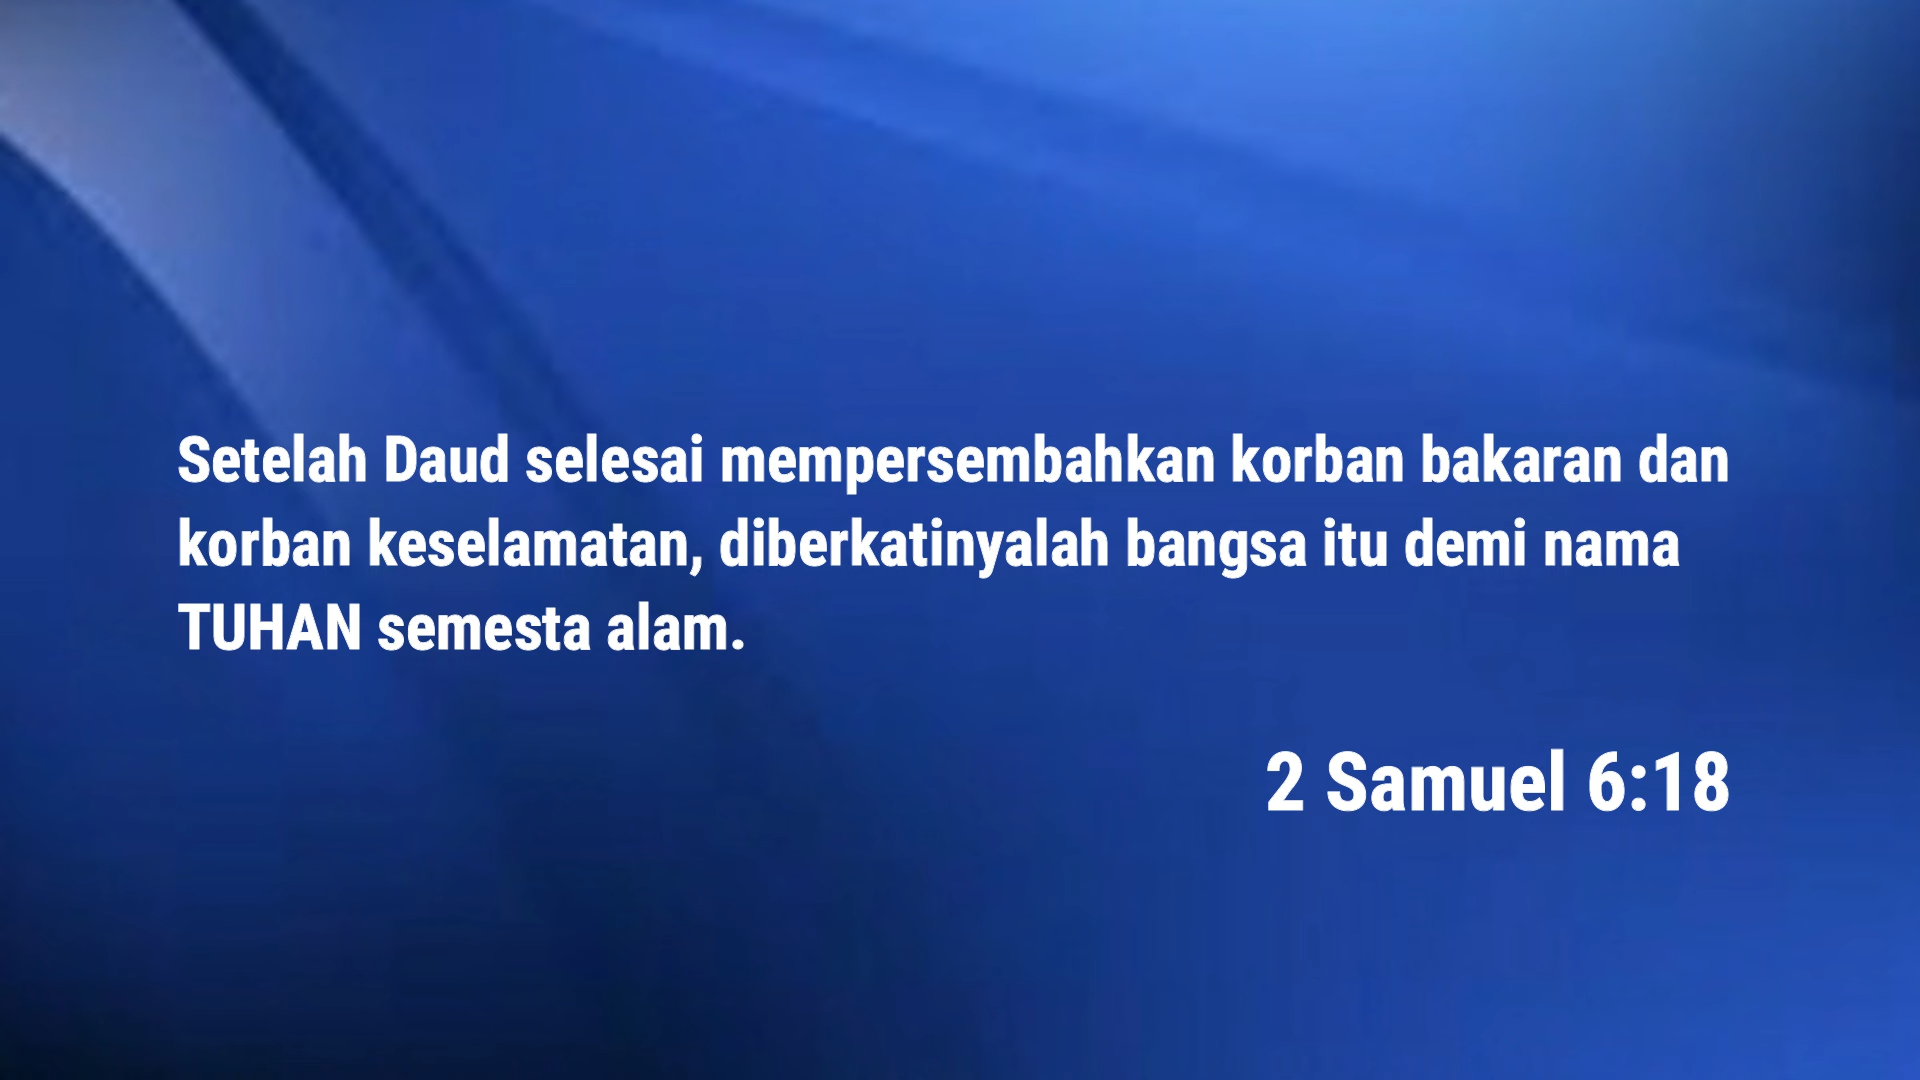 Setelah Daud selesai mempersembahkan korban bakaran dan
korban keselamatan, diberkatinyalah bangsa itu demi nama
TUHAN semesta alam.
2 Samuel 6:18